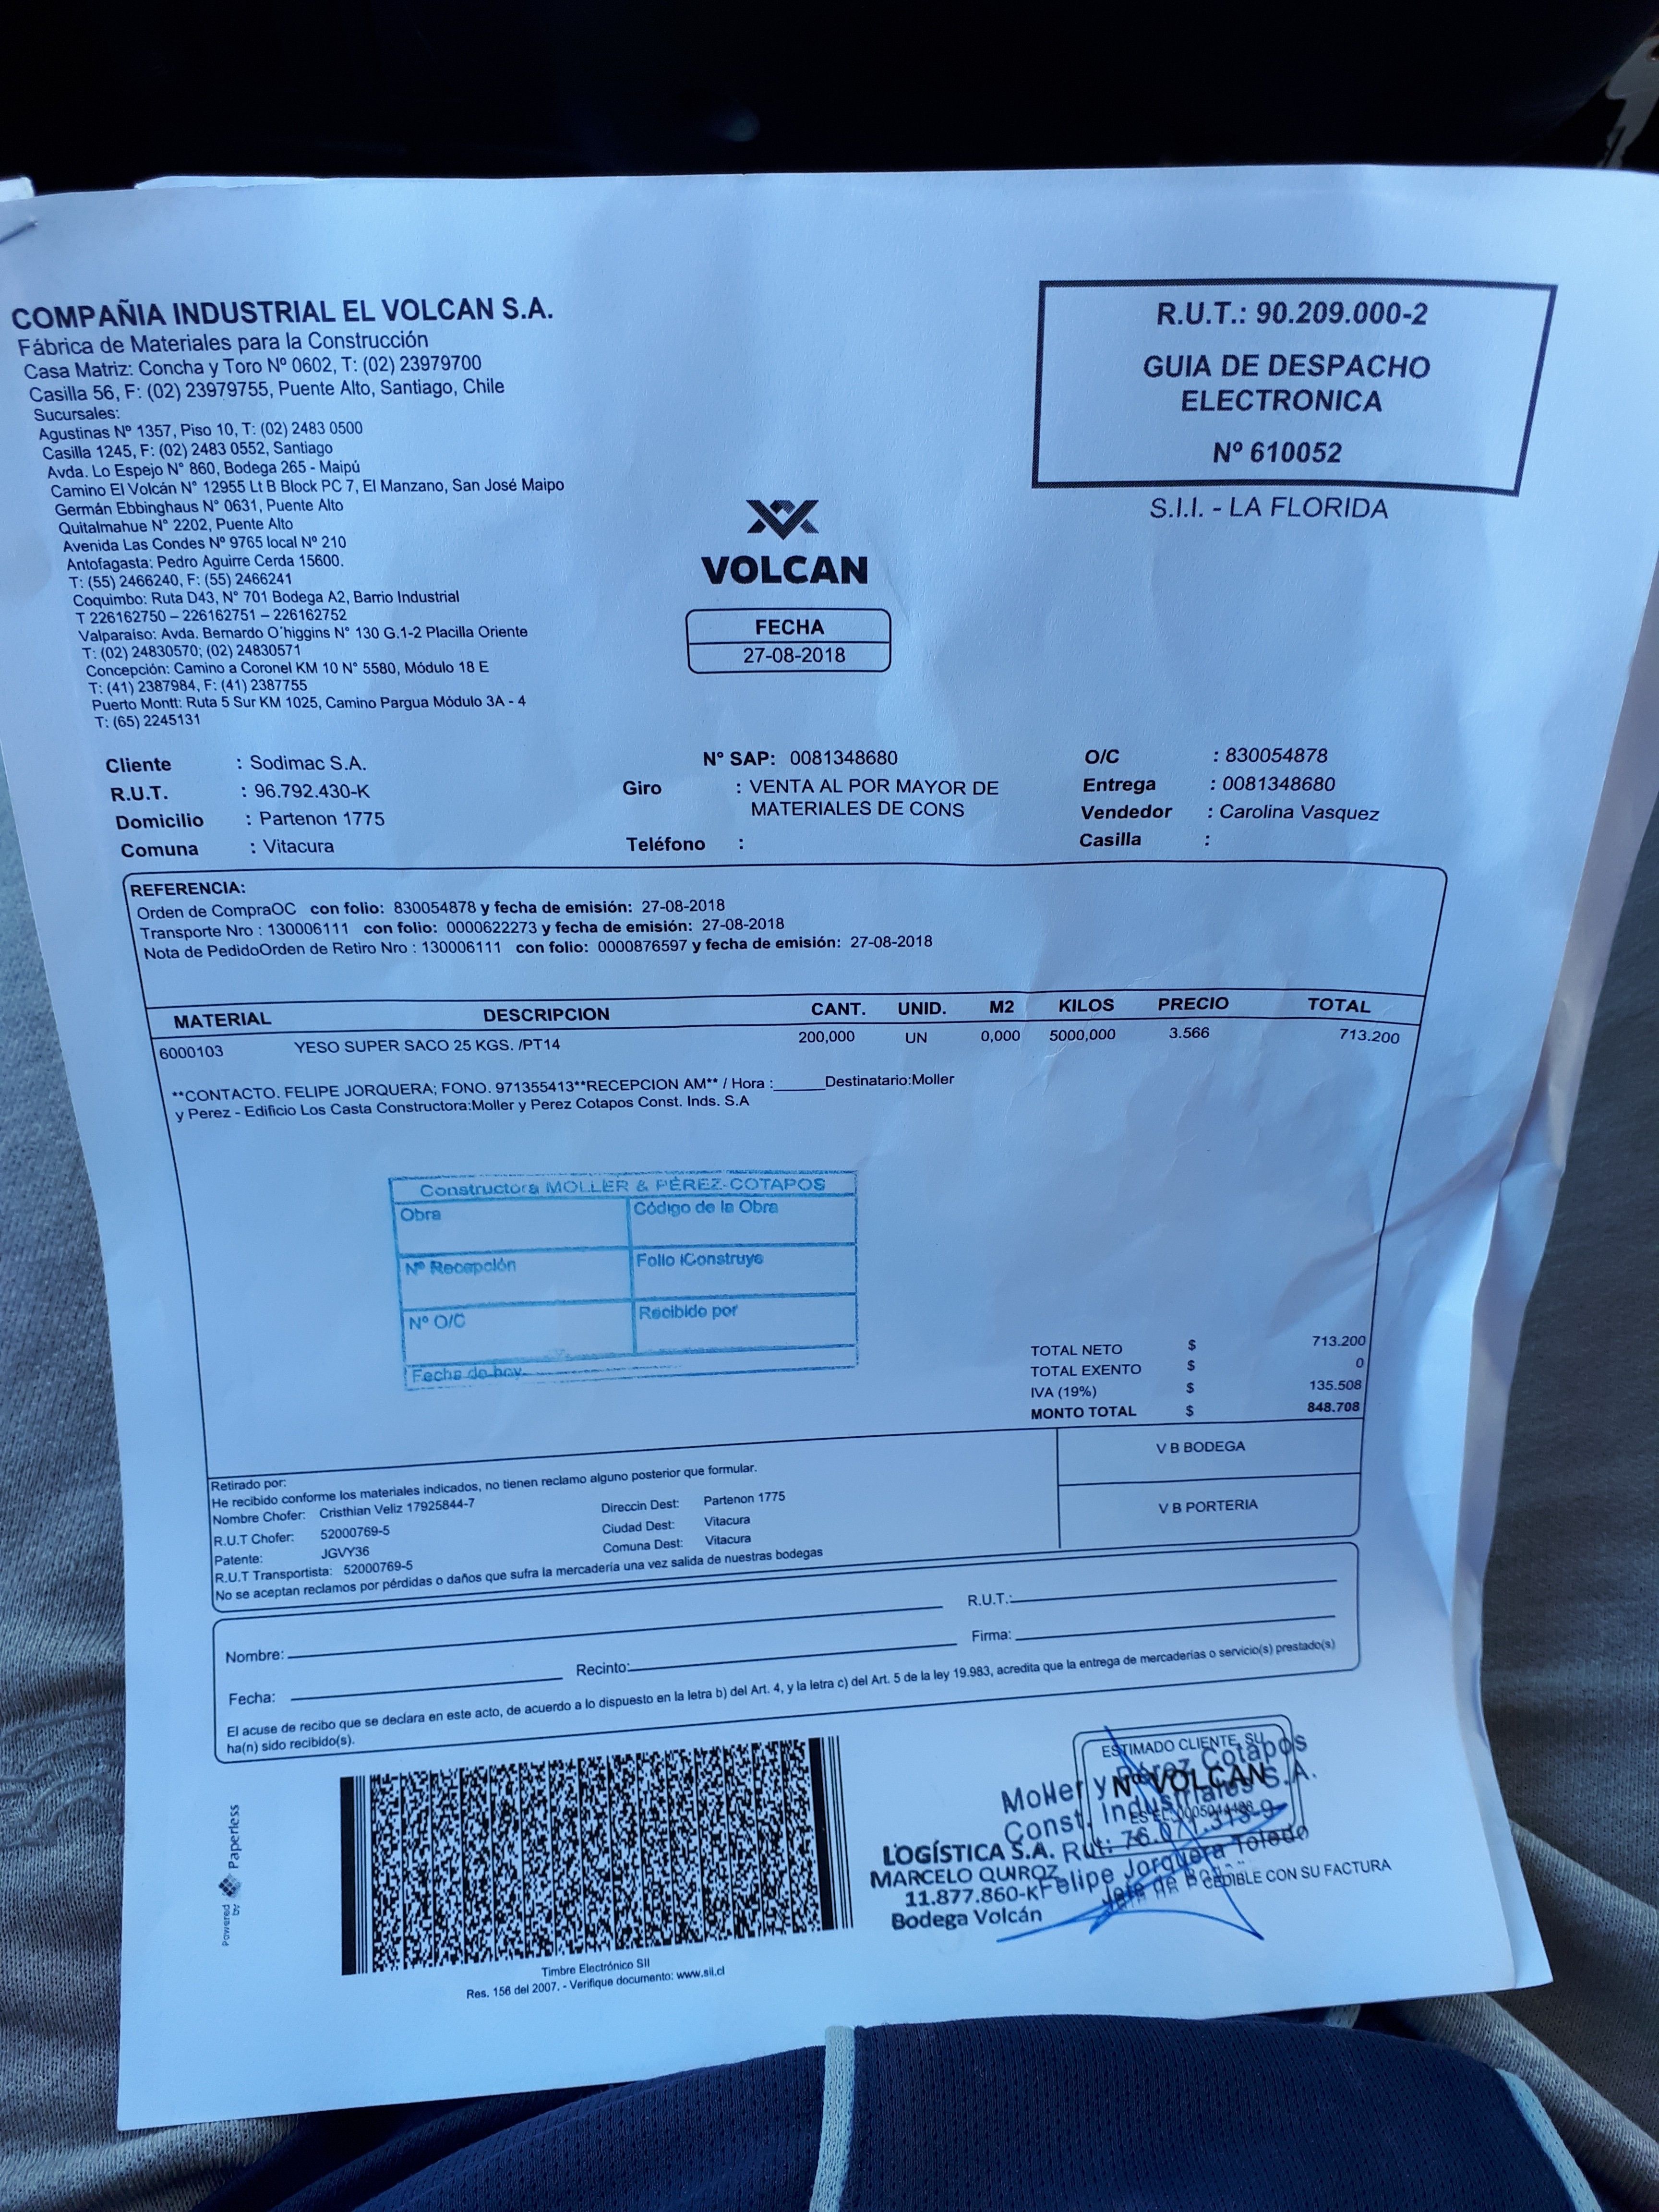 COMPAÑIA INDUSTRIAL EL VOLCAN S.A.
Fábrica de Materiales para la Construcción
Casa Matriz: Concha y Toro Nº 0602, T: (02) 23979700
Casilla 56, F: (02) 23979755, Puente Alto, Santiago, Chile
Sucursales:
Agustinas Nº 1357, Piso 10, T: (02) 2483 0500
Casilla 1245, F: (02) 2483 0552, Santiago
Avda. Lo Espejo N° 860, Bodega 265 - Maipú
Camino El Volcán N° 12955 Lt B Block PC 7, El Manzano, San José Maipo
Germán Ebbinghaus N° 0631, Puente Alto
Quitalmahue N° 2202, Puente Alto
Avenida Las Condes Nº 9765 local Nº 210
Antofagasta: Pedro Aguirre Cerda 15600.
T: (55) 2466240, F: (55) 2466241
Coquimbo: Ruta D43, N° 701 Bodega A2, Barrio Industrial
T 226162750 – 226162751 – 226162752
Valparaiso: Avda. Bernardo O´higgins N° 130 G.1-2 Placilla Oriente
T: (02) 24830570; (02) 24830571
Concepción: Camino a Coronel KM 10 N° 5580, Módulo 18 E
T: (41) 2387984, F: (41) 2387755
Puerto Montt: Ruta 5 Sur KM 1025, Camino Pargua Módulo 3A - 4
T: (65) 2245131
R.U.T.: 90.209.000-2
GUIA DE DESPACHO
ELECTRONICA
Nº 610052
S.I.I. - LA FLORIDA
VOLCAN
FECHA
27-08-2018
Cliente : Sodimac S.A.
R.U.T. : 96.792.430-K
Domicilio : Partenon 1775
Comuna : Vitacura
Nº SAP: 0081348680
Giro : VENTA AL POR MAYOR DE
MATERIALES DE CONS
Teléfono :
O/C : 830054878
Entrega : 0081348680
Vendedor : Carolina Vasquez
Casilla :
REFERENCIA:
Orden de CompraOC con folio: 830054878 y fecha de emisión: 27-08-2018
Transporte Nro : 130006111 con folio: 0000622273 y fecha de emisión: 27-08-2018
Nota de PedidoOrden de Retiro Nro : 130006111 con folio: 0000876597 y fecha de emisión: 27-08-2018
MATERIAL DESCRIPCION CANT. UNID. M2 KILOS PRECIO TOTAL
6000103 YESO SUPER SACO 25 KGS. /PT14 200,000 UN 0,000 5000,000 3.566 713.200
**CONTACTO. FELIPE JORQUERA; FONO. 971355413**RECEPCION AM** / Hora :______Destinatario:Moller
y Perez - Edificio Los Casta Constructora:Moller y Perez Cotapos Const. Inds. S.A
Constructora MOLLER & PÉREZ-COTAPOS
Obra Código de la Obra
Nº Recepción Folio iConstruye
Nº O/C Recibido por
Fecha de hoy
TOTAL NETO $ 713.200
TOTAL EXENTO $ 0
IVA (19%) $ 135.508
MONTO TOTAL $ 848.708
V B BODEGA
V B PORTERIA
Retirado por:
He recibido conforme los materiales indicados, no tienen reclamo alguno posterior que formular.
Nombre Chofer: Cristhian Veliz 17925844-7 Direccin Dest: Partenon 1775
R.U.T Chofer: 52000769-5 Ciudad Dest: Vitacura
Patente: JGVY36 Comuna Dest: Vitacura
R.U.T Transportista: 52000769-5
No se aceptan reclamos por pérdidas o daños que sufra la mercadería una vez salida de nuestras bodegas
Nombre: R.U.T.:
Fecha: Recinto: Firma:
El acuse de recibo que se declara en este acto, de acuerdo a lo dispuesto en la letra b) del Art. 4, y la letra c) del Art. 5 de la ley 19.983, acredita que la entrega de mercaderías o servicio(s) prestado(s)
ha(n) sido recibido(s).
Powered by Paperless
Timbre Electrónico SII
Res. 156 del 2007. - Verifique documento: www.sii.cl
ESTIMADO CLIENTE, SU
Nº VOLCAN
Moller y Pérez Cotapos
Const. Industriales S.A.
Rut: 76.071.313-9
Felipe Jorquera Toledo
Jefe de
LOGÍSTICA S.A.
MARCELO QUIROZ
11.877.860-K
Bodega Volcán
CEDIBLE CON SU FACTURA